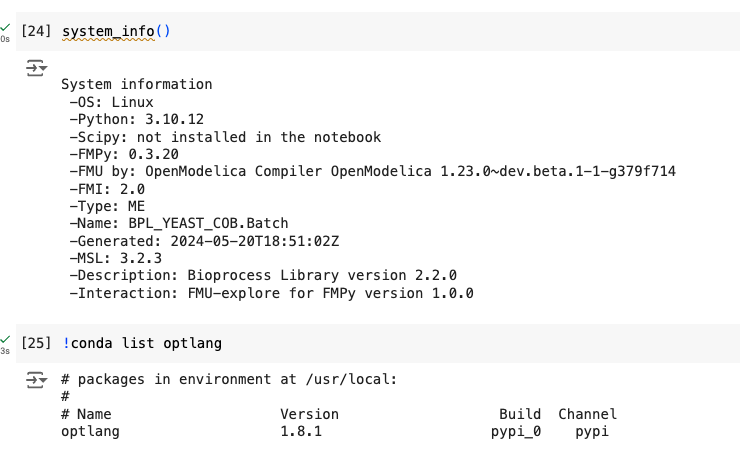 [24] system_info()
0s
System information
-OS: Linux
-Python: 3.10.12
-Scipy: not installed in the notebook
-FMPy: 0.3.20
-FMU by: OpenModelica Compiler OpenModelica 1.23.0~dev.beta.1-1-g379f714
-FMI: 2.0
-Type: ME
-Name: BPL_YEAST_COB.Batch
-Generated: 2024-05-20T18:51:02Z
-MSL: 3.2.3
-Description: Bioprocess Library version 2.2.0
-Interaction: FMU-explore for FMPy version 1.0.0
[25] !conda list optlang
3s
# packages in environment at /usr/local:
#
# Name Version Build Channel
optlang 1.8.1 pypi_0 pypi